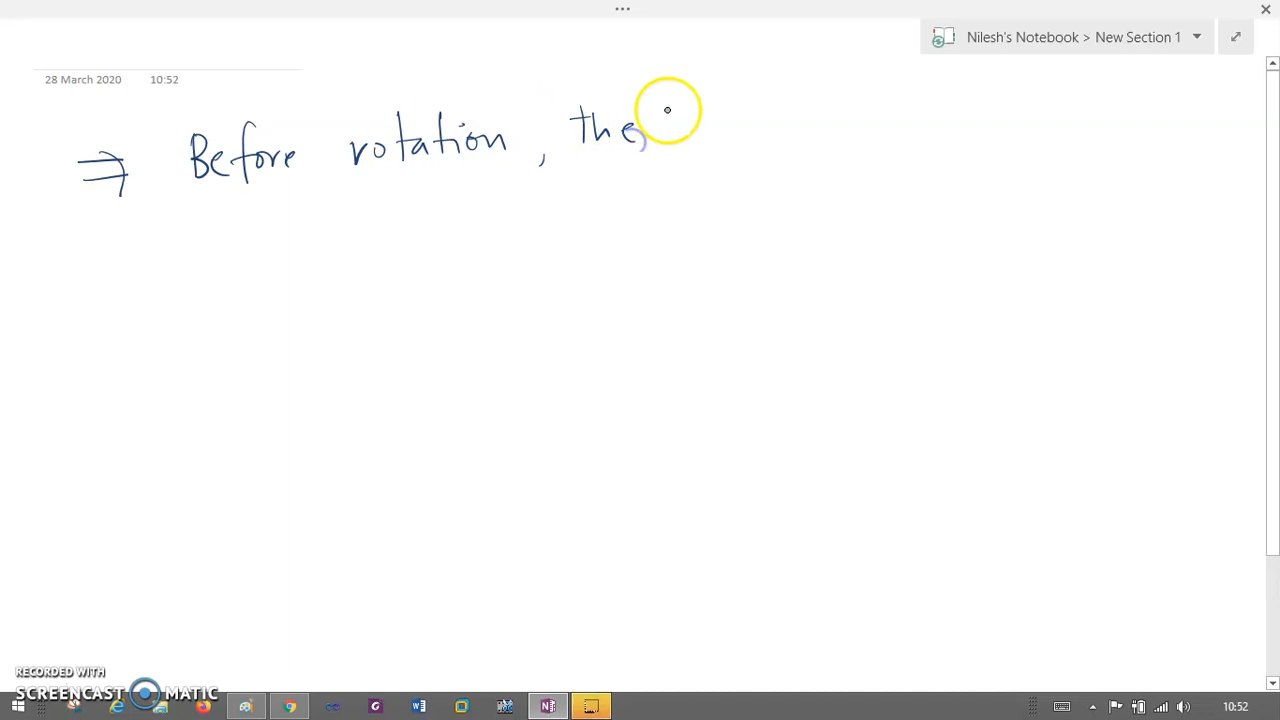 Nilesh's Notebook > New Section 1
28 March 2020 10:52
⇒ Before rotation, the
RECORDED WITH
SCREENCAST MATIC
10:52